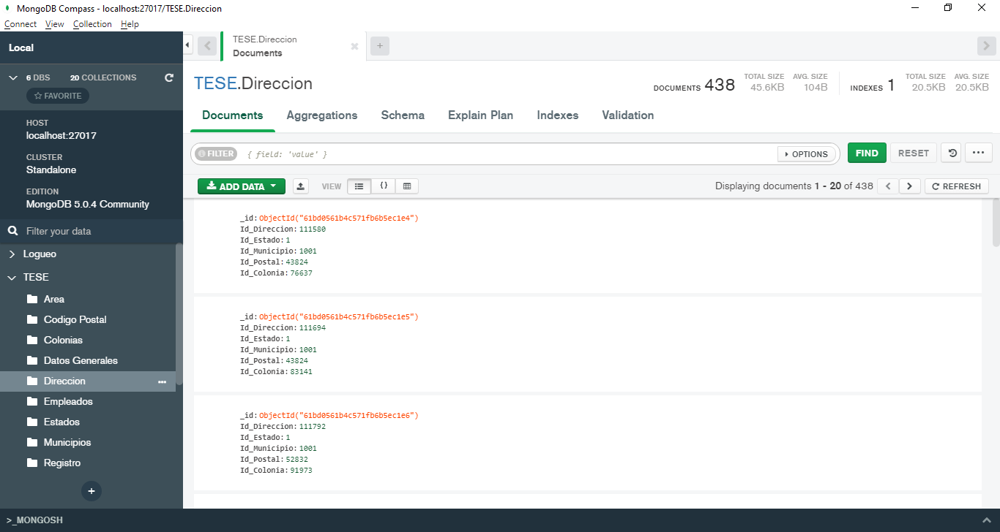 MongoDB Compass - localhost:27017/TESE.Direccion
Connect View Collection Help
Local
6 DBS 20 COLLECTIONS
FAVORITE
HOST
localhost:27017
CLUSTER
Standalone
EDITION
MongoDB 5.0.4 Community
Filter your data
Logueo
TESE
Area
Codigo Postal
Colonias
Datos Generales
Direccion
Empleados
Estados
Municipios
Registro
+
TESE.Direccion
Documents
+
TESE.Direccion
DOCUMENTS 438 TOTAL SIZE 45.6KB AVG. SIZE 104B INDEXES 1 TOTAL SIZE 20.5KB AVG. SIZE 20.5KB
Documents Aggregations Schema Explain Plan Indexes Validation
FILTER { field: 'value' } OPTIONS FIND RESET ...
ADD DATA VIEW {} Displaying documents 1 - 20 of 438 < > REFRESH
_id: ObjectId("61bd0561b4c571fb6b5ec1e4")
Id_Direccion: 111580
Id_Estado: 1
Id_Municipio: 1001
Id_Postal: 43824
Id_Colonia: 76637
_id: ObjectId("61bd0561b4c571fb6b5ec1e5")
Id_Direccion: 111694
Id_Estado: 1
Id_Municipio: 1001
Id_Postal: 43824
Id_Colonia: 83141
_id: ObjectId("61bd0561b4c571fb6b5ec1e6")
Id_Direccion: 111792
Id_Estado: 1
Id_Municipio: 1001
Id_Postal: 52832
Id_Colonia: 91973
>_MONGOSH